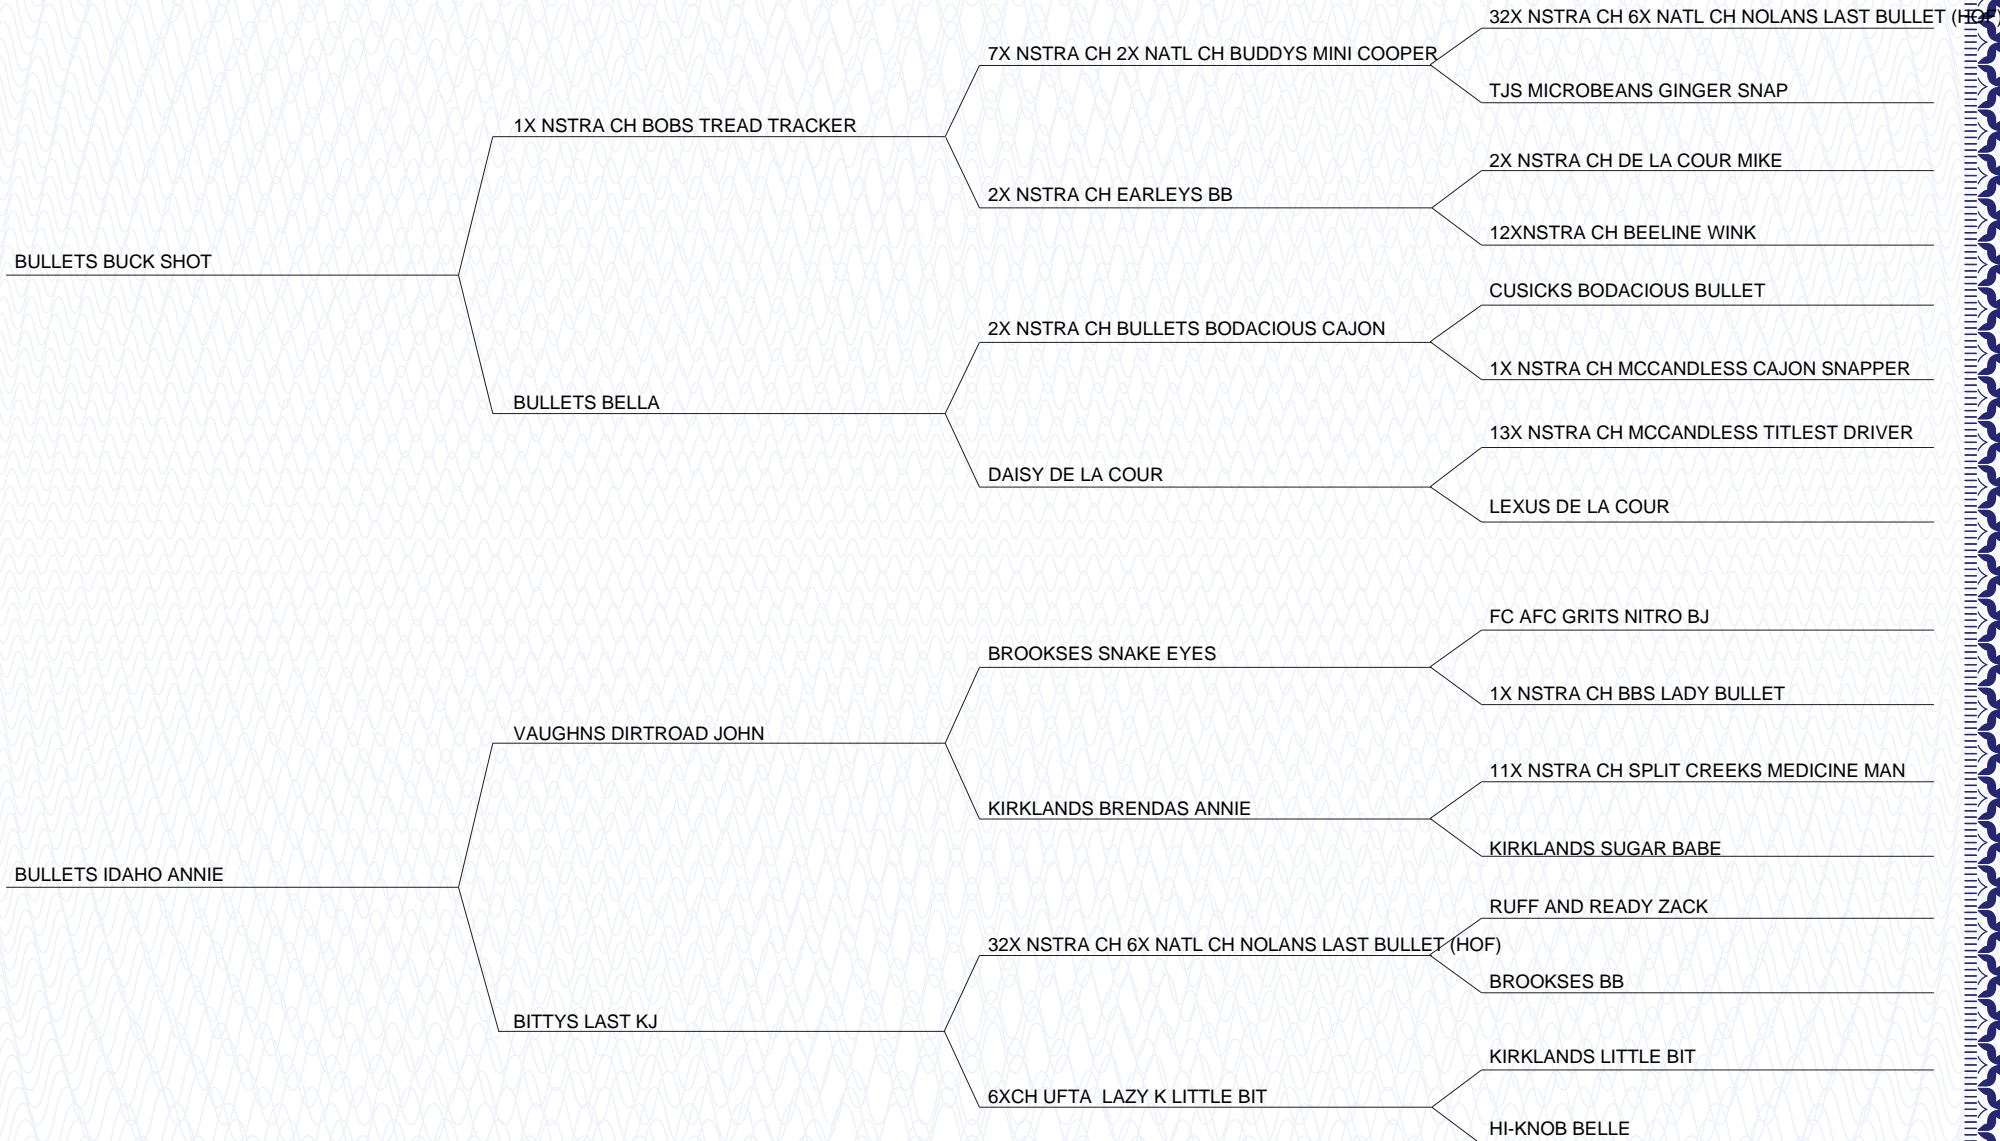 32X NSTRA CH 6X NATL CH NOLANS LAST BULLET (HOF)
7X NSTRA CH 2X NATL CH BUDDYS MINI COOPER
TJS MICROBEANS GINGER SNAP
1X NSTRA CH BOBS TREAD TRACKER
2X NSTRA CH DE LA COUR MIKE
2X NSTRA CH EARLEYS BB
12XNSTRA CH BEELINE WINK
BULLETS BUCK SHOT
CUSICKS BODACIOUS BULLET
2X NSTRA CH BULLETS BODACIOUS CAJON
1X NSTRA CH MCCANDLESS CAJON SNAPPER
BULLETS BELLA
13X NSTRA CH MCCANDLESS TITLEST DRIVER
DAISY DE LA COUR
LEXUS DE LA COUR
FC AFC GRITS NITRO BJ
BROOKSES SNAKE EYES
1X NSTRA CH BBS LADY BULLET
VAUGHNS DIRTROAD JOHN
11X NSTRA CH SPLIT CREEKS MEDICINE MAN
KIRKLANDS BRENDAS ANNIE
KIRKLANDS SUGAR BABE
BULLETS IDAHO ANNIE
RUFF AND READY ZACK
32X NSTRA CH 6X NATL CH NOLANS LAST BULLET (HOF)
BROOKSES BB
BITTYS LAST KJ
KIRKLANDS LITTLE BIT
6XCH UFTA  LAZY K LITTLE BIT
HI-KNOB BELLE